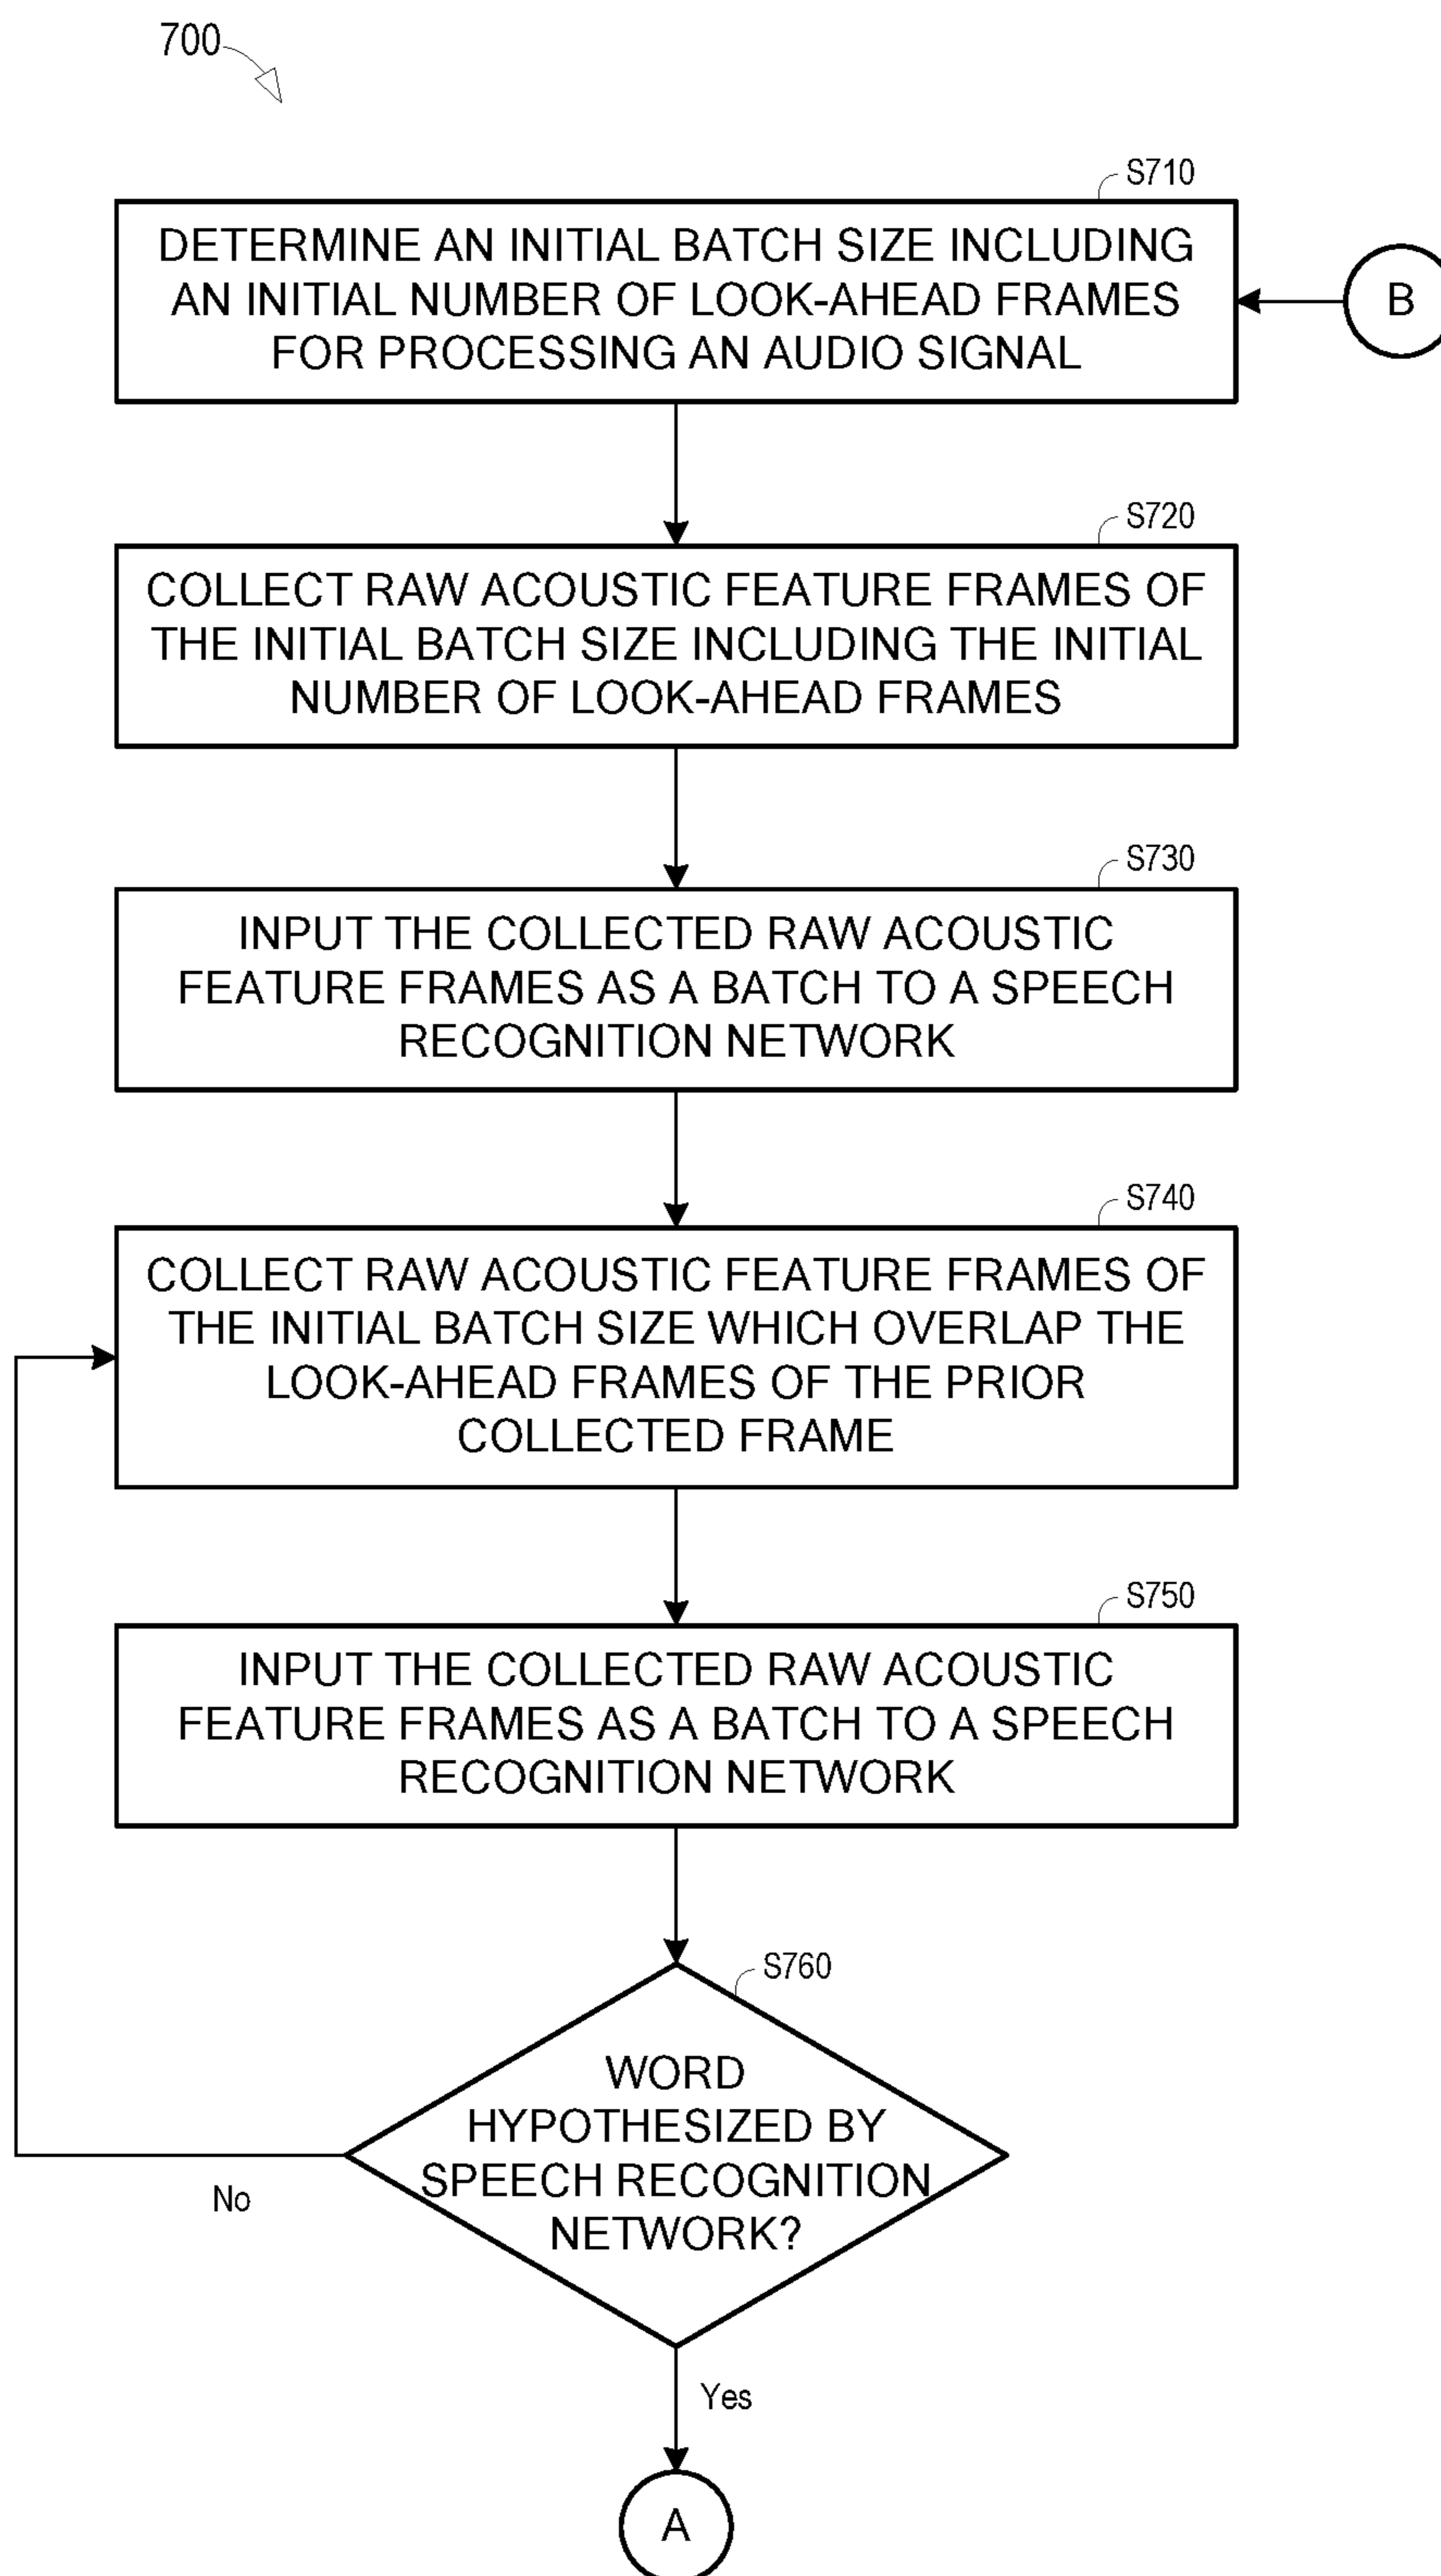 700
S710
DETERMINE AN INITIAL BATCH SIZE INCLUDING
AN INITIAL NUMBER OF LOOK-AHEAD FRAMES
FOR PROCESSING AN AUDIO SIGNAL
B
S720
COLLECT RAW ACOUSTIC FEATURE FRAMES OF
THE INITIAL BATCH SIZE INCLUDING THE INITIAL
NUMBER OF LOOK-AHEAD FRAMES
S730
INPUT THE COLLECTED RAW ACOUSTIC
FEATURE FRAMES AS A BATCH TO A SPEECH
RECOGNITION NETWORK
S740
COLLECT RAW ACOUSTIC FEATURE FRAMES OF
THE INITIAL BATCH SIZE WHICH OVERLAP THE
LOOK-AHEAD FRAMES OF THE PRIOR
COLLECTED FRAME
S750
INPUT THE COLLECTED RAW ACOUSTIC
FEATURE FRAMES AS A BATCH TO A SPEECH
RECOGNITION NETWORK
S760
WORD
HYPOTHESIZED BY
SPEECH RECOGNITION
NETWORK?
No
Yes
A